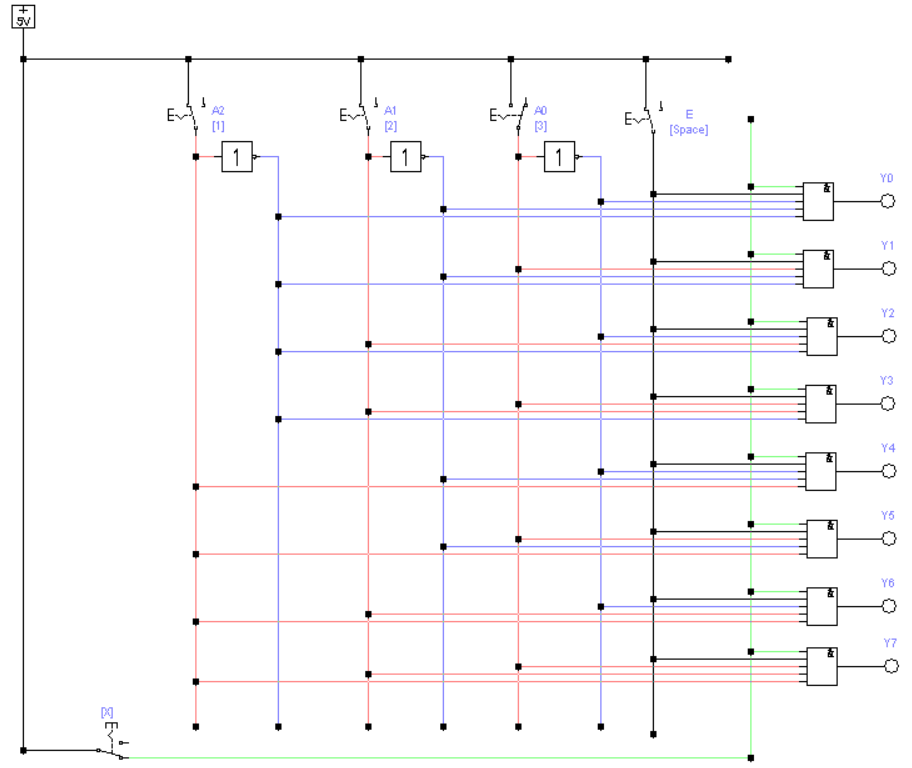 +
5V
A2
[1]
A1
[2]
A0
[3]
E
[Space]
E
E
E
E
1
1
1
Y0
&
Y1
&
Y2
&
Y3
&
Y4
&
Y5
&
Y6
&
Y7
&
[X]